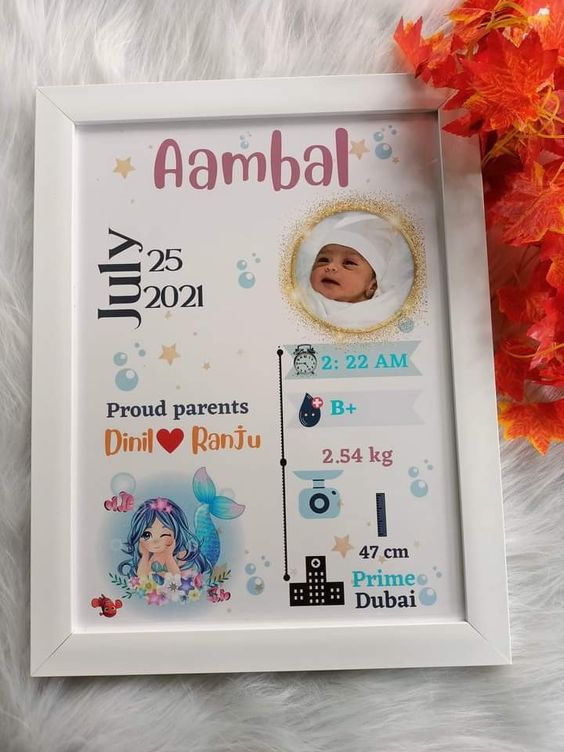 Aambal
July
25
2021
2: 22 AM
B+
Proud parents
Dinil Ranju
2.54 kg
47 cm
Prime
Dubai